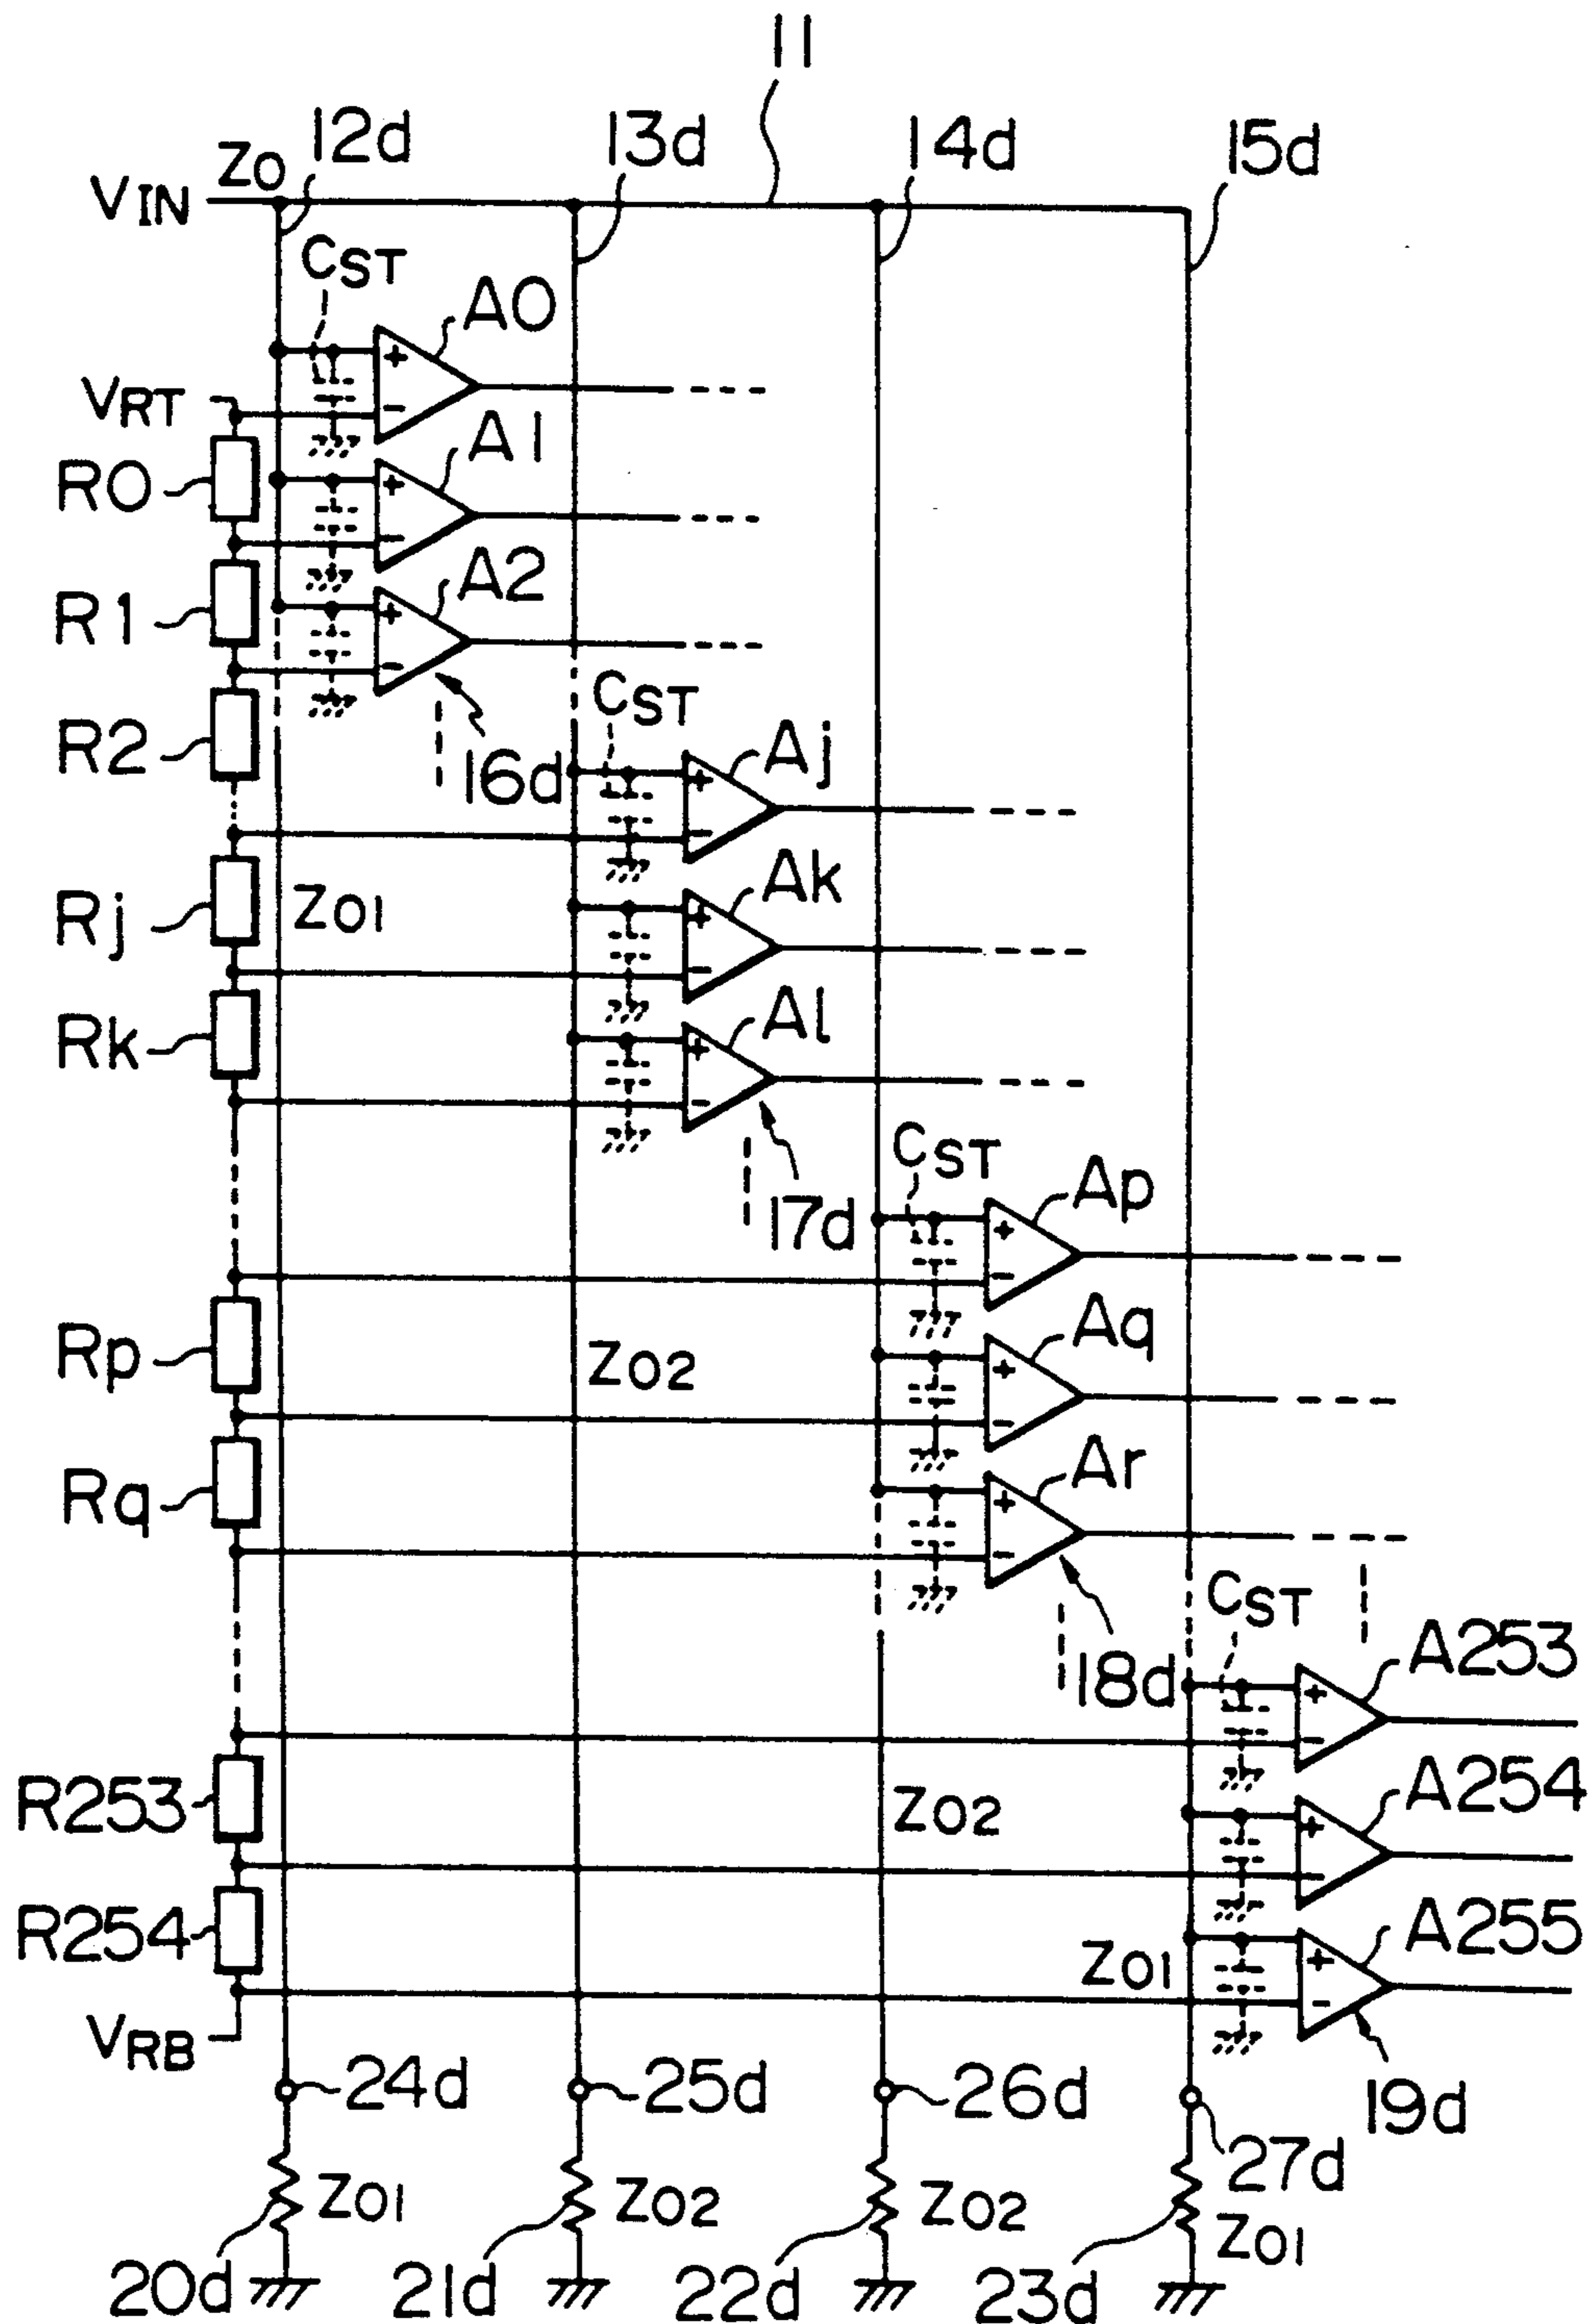 11
12d
13d
14d
15d
VIN
Z0
CST
A0
VRT
A1
R0
A2
R1
CST
R2
16d
Aj
Rj
Z01
Ak
Rk
Al
CST
Ap
17d
Rp
Z02
Aq
Rq
Ar
CST
A253
18d
R253
Z02
A254
R254
Z01
A255
VRB
24d
25d
26d
27d
19d
Z01
Z02
Z02
Z01
20d
21d
22d
23d